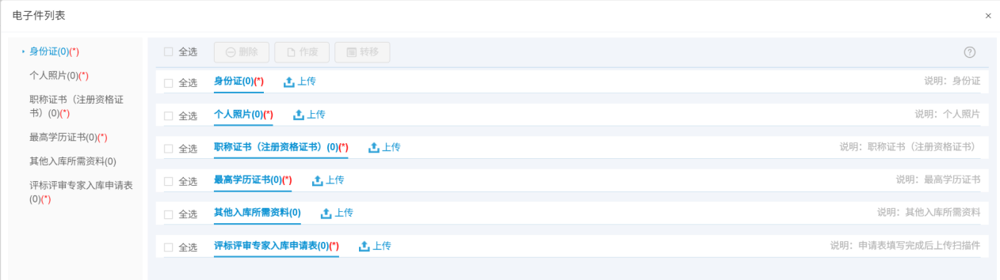 电子件列表
×
身份证(0)(*)
个人照片(0)(*)
职称证书（注册资格证
书）(0)(*)
最高学历证书(0)(*)
其他入库所需资料(0)
评标评审专家入库申请表
(0)(*)
全选 删除 作废 转移 ?
全选 身份证(0)(*) 上传 说明：身份证
全选 个人照片(0)(*) 上传 说明：个人照片
全选 职称证书（注册资格证书）(0)(*) 上传 说明：职称证书（注册资格证书）
全选 最高学历证书(0)(*) 上传 说明：最高学历证书
全选 其他入库所需资料(0) 上传 说明：其他入库所需资料
全选 评标评审专家入库申请表(0)(*) 上传 说明：申请表填写完成后上传扫描件